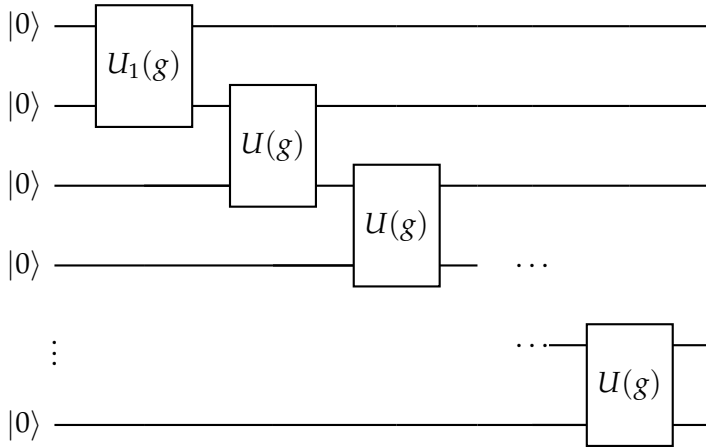 |0⟩ U₁(g)
|0⟩ U(g)
|0⟩ U(g)
|0⟩ ⋯
⋮ ⋯
|0⟩ U(g)